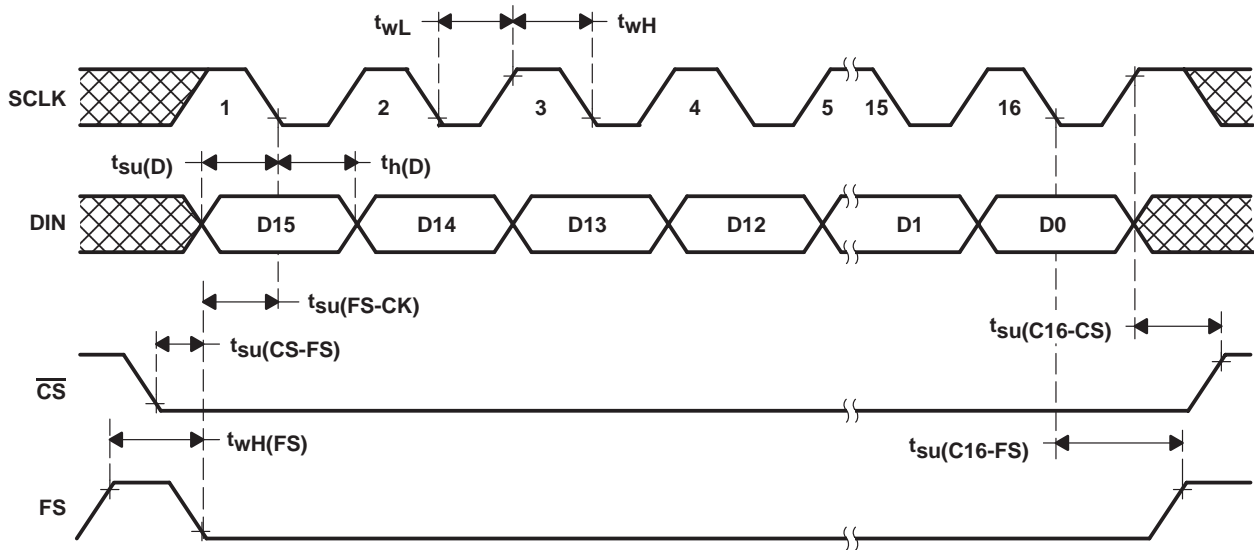 twL
twH
SCLK
1
2
3
4
5
15
16
tsu(D)
th(D)
DIN
D15
D14
D13
D12
D1
D0
tsu(FS-CK)
tsu(CS-FS)
tsu(C16-CS)
CS
twH(FS)
tsu(C16-FS)
FS